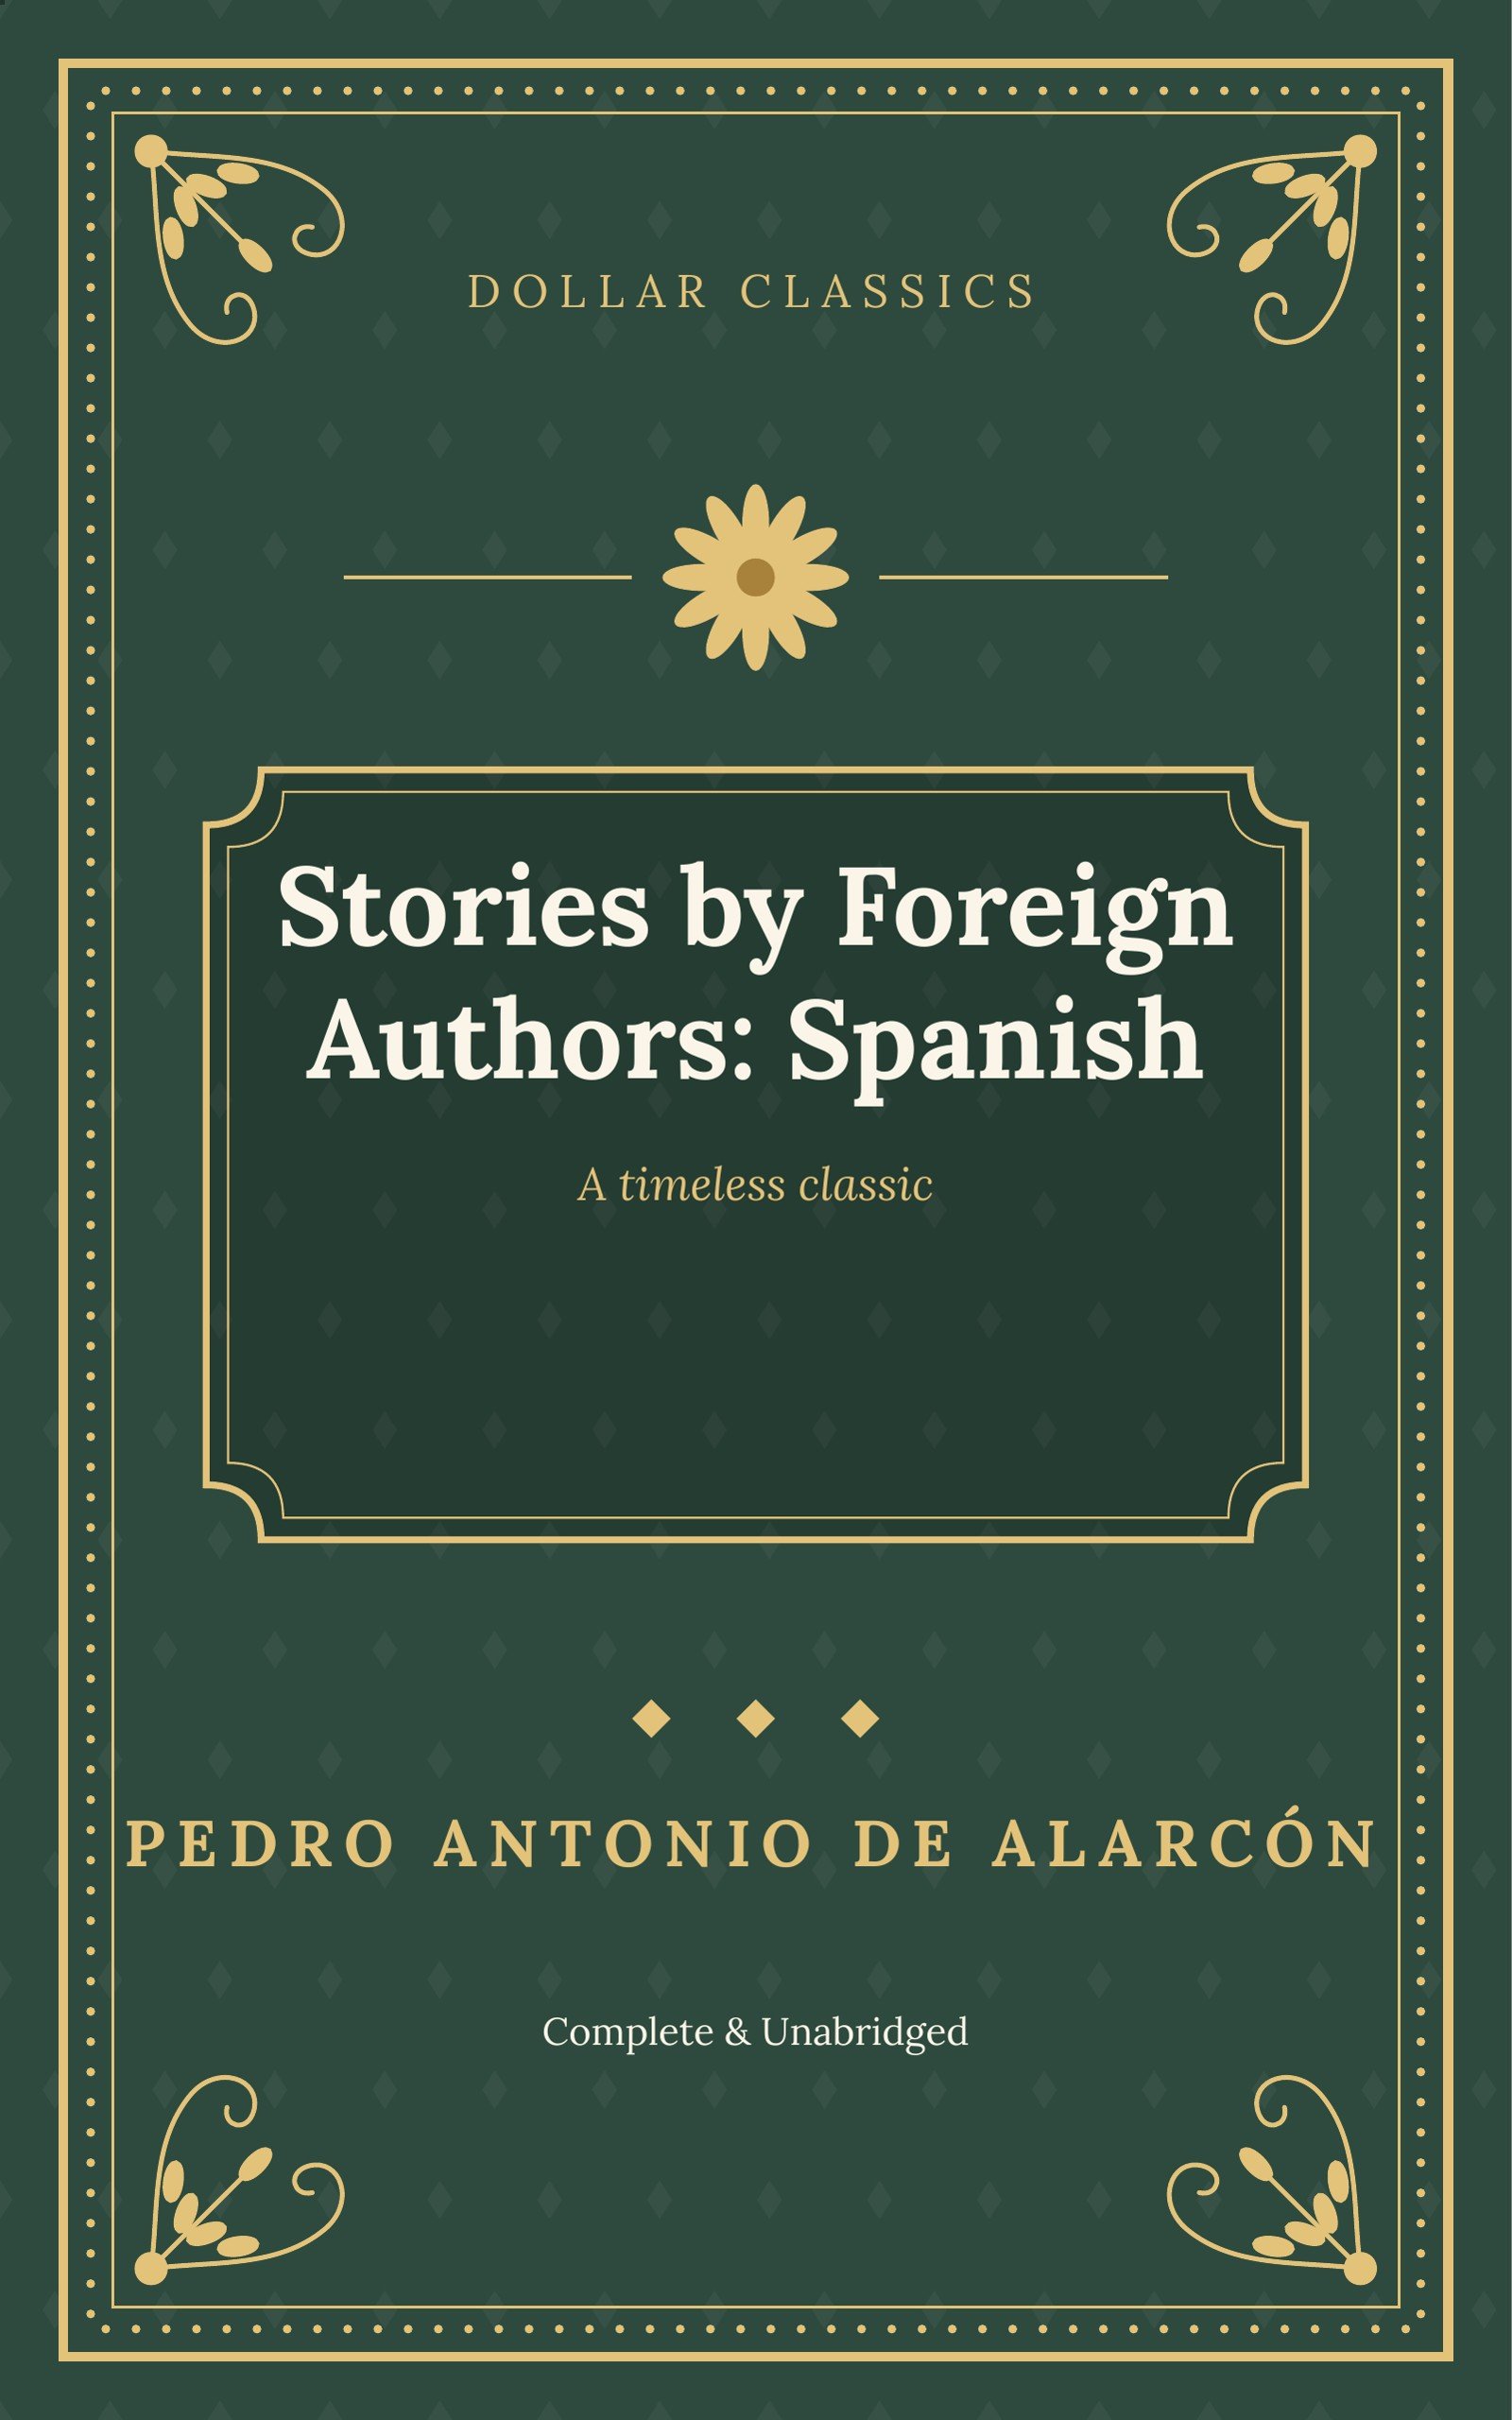 DOLLAR CLASSICS
Stories by Foreign
Authors: Spanish
A timeless classic
PEDRO ANTONIO DE ALARCÓN
Complete & Unabridged